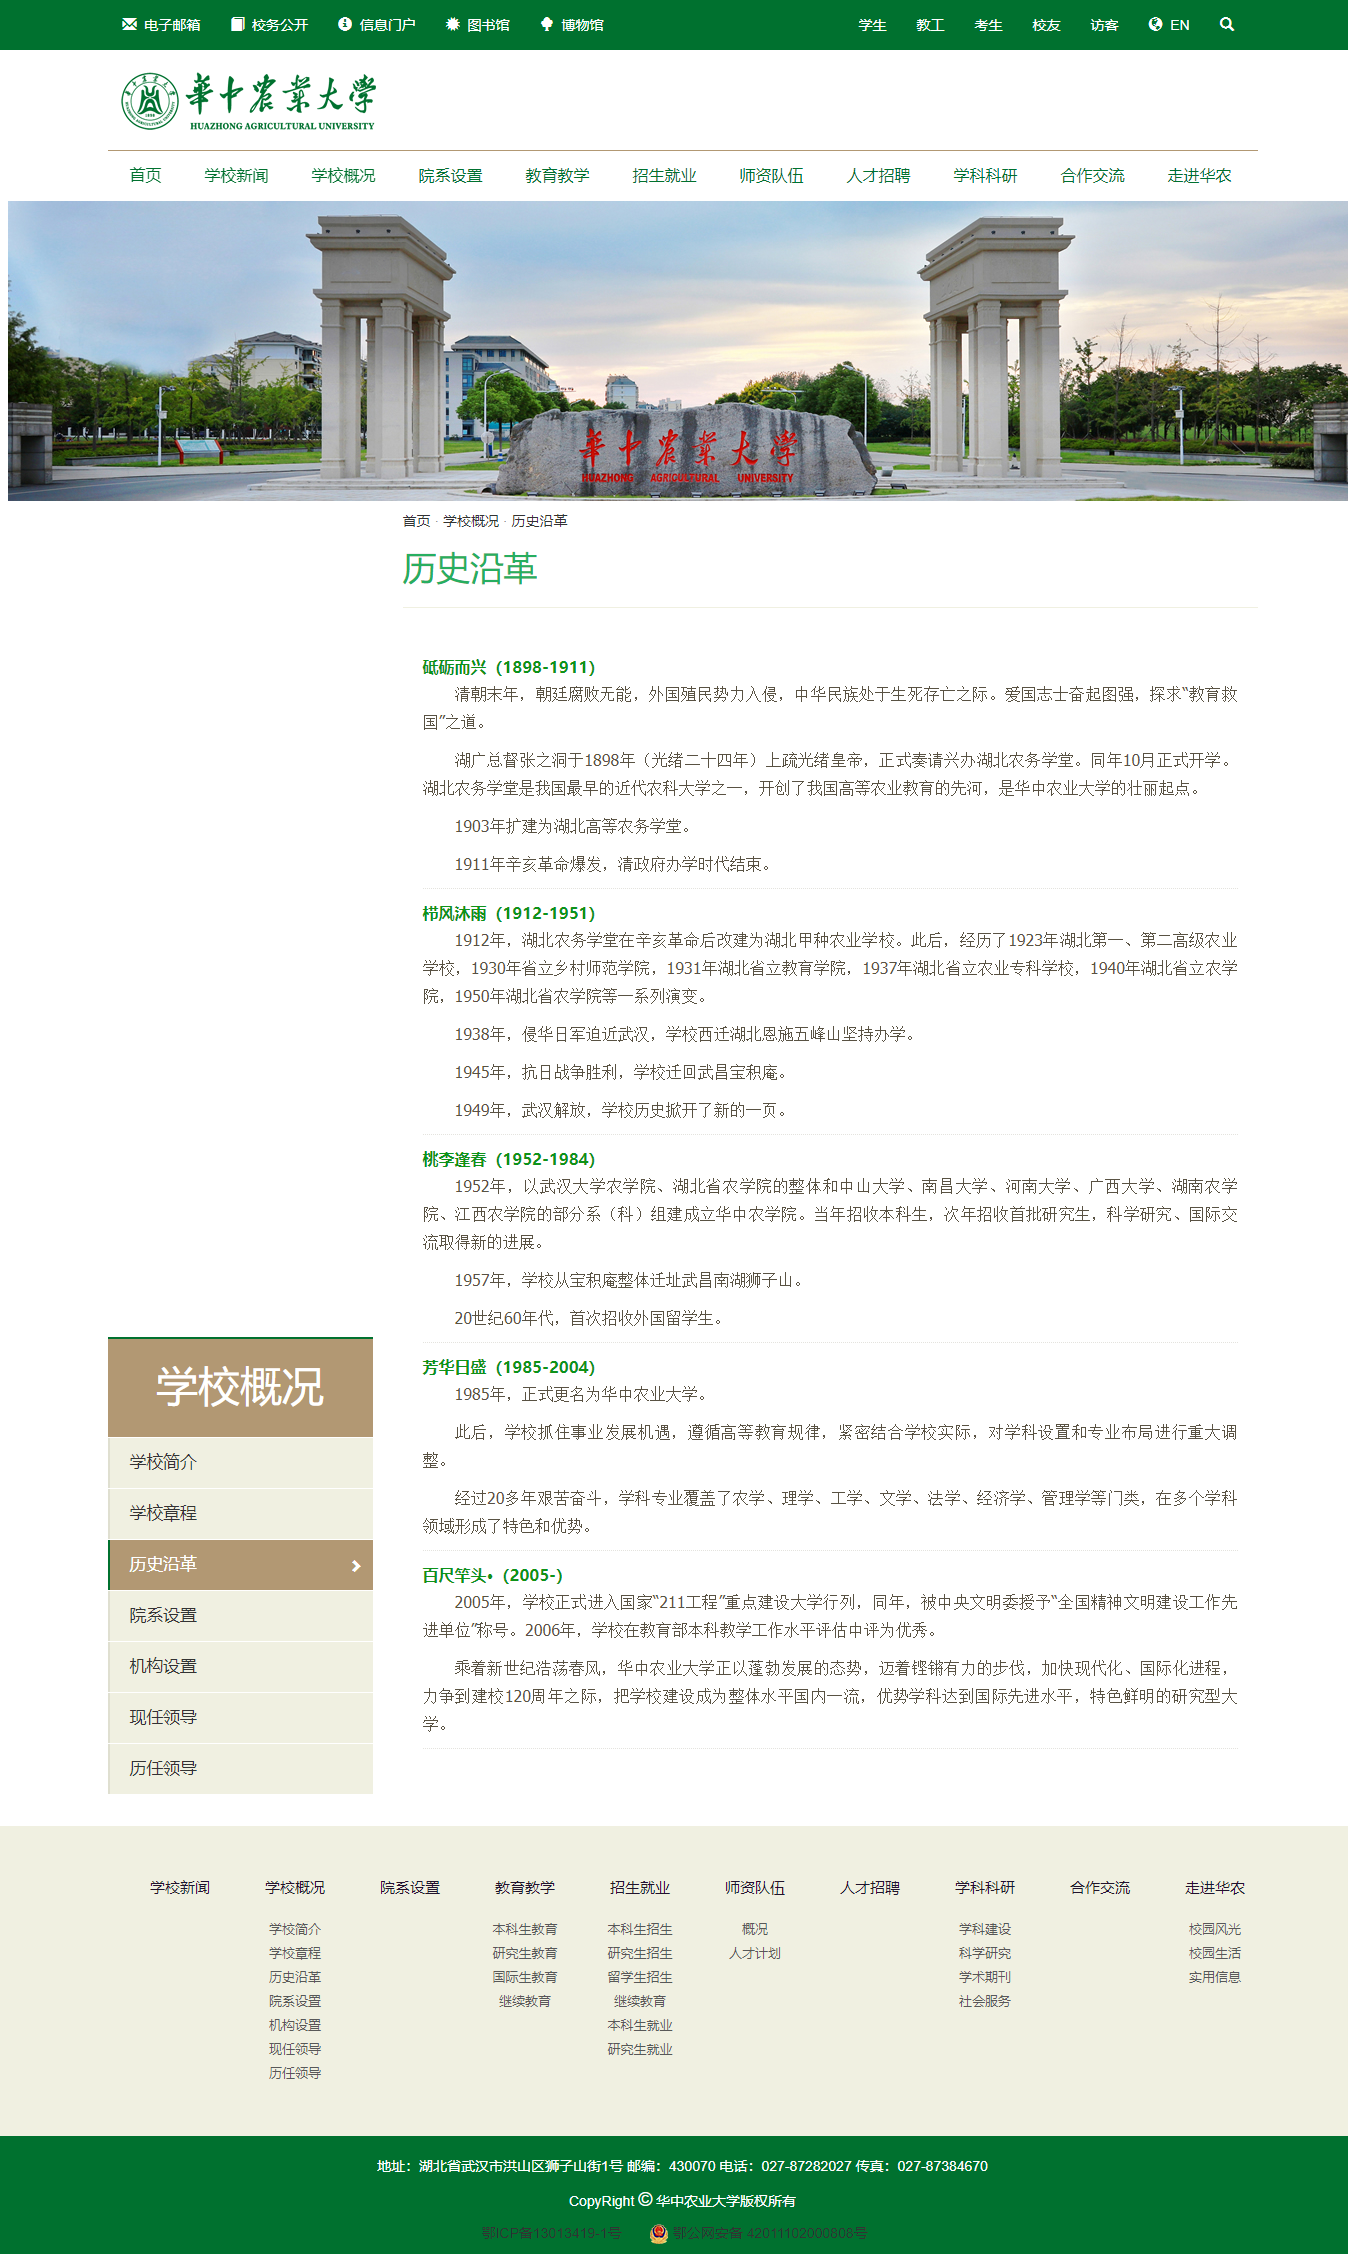 电子邮箱 校务公开 信息门户 图书馆 博物馆 学生 教工 考生 校友 访客 EN
華中农業大学
HUAZHONG AGRICULTURAL UNIVERSITY
首页 学校新闻 学校概况 院系设置 教育教学 招生就业 师资队伍 人才招聘 学科科研 合作交流 走进华农
華中农業大学
HUAZHONG AGRICULTURAL UNIVERSITY
首页 · 学校概况 · 历史沿革
历史沿革
砥砺而兴（1898-1911）
清朝末年，朝廷腐败无能，外国殖民势力入侵，中华民族处于生死存亡之际。爱国志士奋起图强，探求“教育救
国”之道。
湖广总督张之洞于1898年（光绪二十四年）上疏光绪皇帝，正式奏请兴办湖北农务学堂。同年10月正式开学。
湖北农务学堂是我国最早的近代农科大学之一，开创了我国高等农业教育的先河，是华中农业大学的壮丽起点。
1903年扩建为湖北高等农务学堂。
1911年辛亥革命爆发，清政府办学时代结束。
栉风沐雨（1912-1951）
1912年，湖北农务学堂在辛亥革命后改建为湖北甲种农业学校。此后，经历了1923年湖北第一、第二高级农业
学校，1930年省立乡村师范学院，1931年湖北省立教育学院，1937年湖北省立农业专科学校，1940年湖北省立农学
院，1950年湖北省农学院等一系列演变。
1938年，侵华日军迫近武汉，学校西迁湖北恩施五峰山坚持办学。
1945年，抗日战争胜利，学校迁回武昌宝积庵。
1949年，武汉解放，学校历史掀开了新的一页。
桃李逢春（1952-1984）
1952年，以武汉大学农学院、湖北省农学院的整体和中山大学、南昌大学、河南大学、广西大学、湖南农学
院、江西农学院的部分系（科）组建成立华中农学院。当年招收本科生，次年招收首批研究生，科学研究、国际交
流取得新的进展。
1957年，学校从宝积庵整体迁址武昌南湖狮子山。
20世纪60年代，首次招收外国留学生。
芳华日盛（1985-2004）
1985年，正式更名为华中农业大学。
此后，学校抓住事业发展机遇，遵循高等教育规律，紧密结合学校实际，对学科设置和专业布局进行重大调
整。
经过20多年艰苦奋斗，学科专业覆盖了农学、理学、工学、文学、法学、经济学、管理学等门类，在多个学科
领域形成了特色和优势。
百尺竿头•（2005-）
2005年，学校正式进入国家“211工程”重点建设大学行列，同年，被中央文明委授予“全国精神文明建设工作先
进单位”称号。2006年，学校在教育部本科教学工作水平评估中评为优秀。
乘着新世纪浩荡春风，华中农业大学正以蓬勃发展的态势，迈着铿锵有力的步伐，加快现代化、国际化进程，
力争到建校120周年之际，把学校建设成为整体水平国内一流，优势学科达到国际先进水平，特色鲜明的研究型大
学。
学校概况
学校简介
学校章程
历史沿革
院系设置
机构设置
现任领导
历任领导
学校新闻 学校概况 院系设置 教育教学 招生就业 师资队伍 人才招聘 学科科研 合作交流 走进华农
学校简介 本科生教育 本科生招生 概况 学科建设 校园风光
学校章程 研究生教育 研究生招生 人才计划 科学研究 校园生活
历史沿革 国际生教育 留学生招生 学术期刊 实用信息
院系设置 继续教育 继续教育 社会服务
机构设置 本科生就业
现任领导 研究生就业
历任领导
地址：湖北省武汉市洪山区狮子山街1号 邮编：430070 电话：027-87282027 传真：027-87384670
CopyRight © 华中农业大学版权所有
鄂ICP备13013419-1号 鄂公网安备 42011102000808号